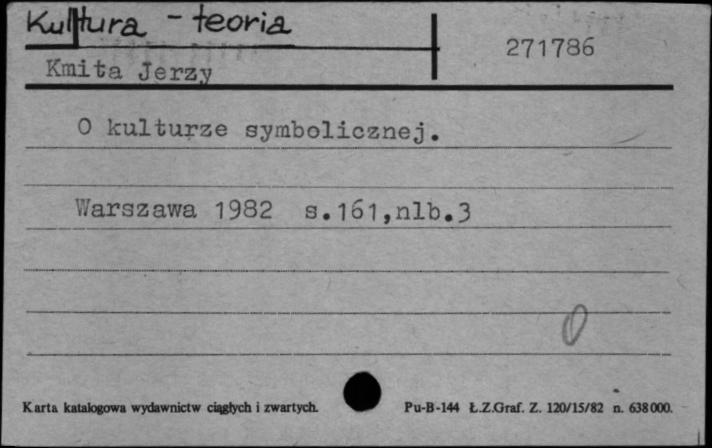 Kultura - teoria
271786
Kmita Jerzy
O kulturze symbolicznej.
Warszawa 1982 s.161,nlb.3
0
Karta katalogowa wydawnictw ciągłych i zwartych. Pu-B-144 Ł.Z.Graf. Z. 120/15/82 n. 638000.